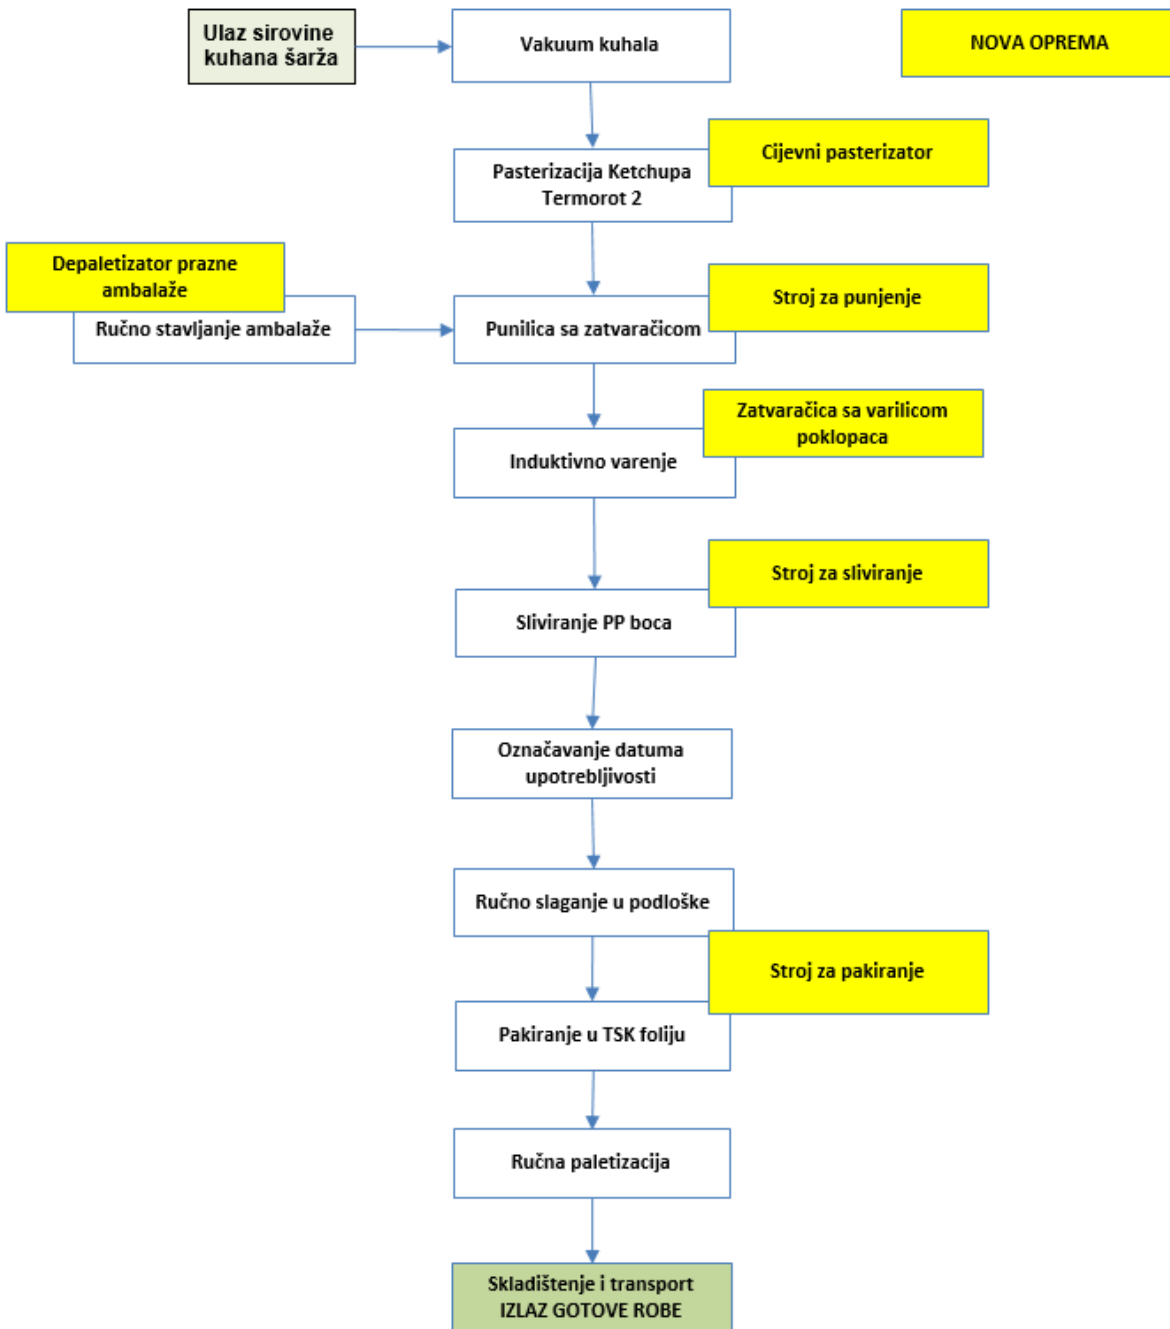 Ulaz sirovine
kuhana šarža
Vakuum kuhala
NOVA OPREMA
Cijevni pasterizator
Pasterizacija Ketchupa
Termorot 2
Depaletizator prazne
ambalaže
Ručno stavljanje ambalaže
Stroj za punjenje
Punilica sa zatvaračicom
Zatvaračica sa varilicom
poklopaca
Induktivno varenje
Stroj za sliviranje
Sliviranje PP boca
Označavanje datuma
upotrebljivosti
Ručno slaganje u podloške
Stroj za pakiranje
Pakiranje u TSK foliju
Ručna paletizacija
Skladištenje i transport
IZLAZ GOTOVE ROBE